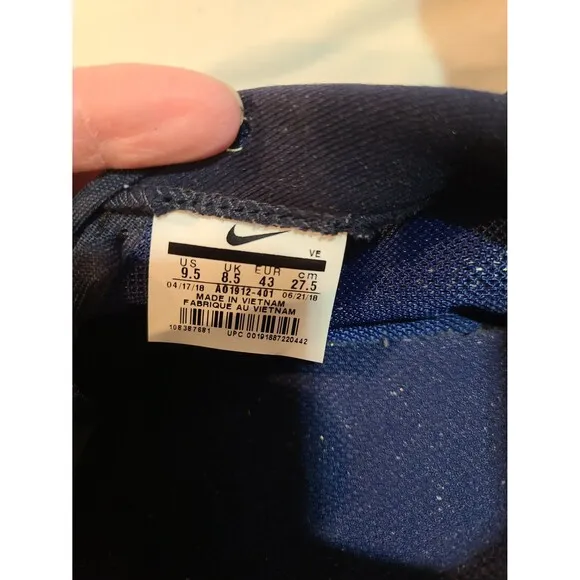 VE
US UK EUR cm
9.5 8.5 43 27.5
04/17/18 AO1912-401 06/21/18
MADE IN VIETNAM
FABRIQUE AU VIETNAM
108387681
UPC 00191887220442